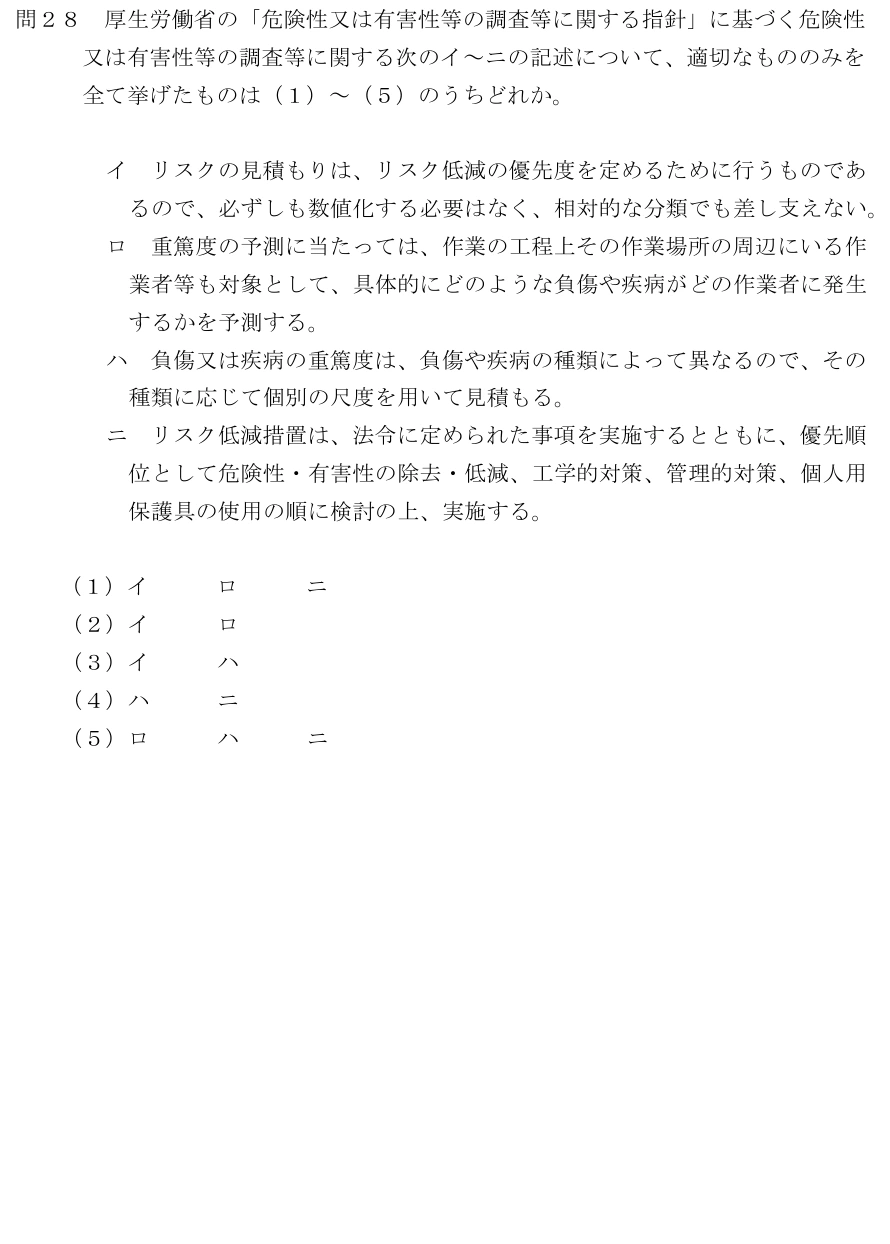 問２８　厚生労働省の「危険性又は有害性等の調査等に関する指針」に基づく危険性
又は有害性等の調査等に関する次のイ～ニの記述について、適切なもののみを
全て挙げたものは（１）～（５）のうちどれか。
イ　リスクの見積もりは、リスク低減の優先度を定めるために行うものであ
るので、必ずしも数値化する必要はなく、相対的な分類でも差し支えない。
ロ　重篤度の予測に当たっては、作業の工程上その作業場所の周辺にいる作
業者等も対象として、具体的にどのような負傷や疾病がどの作業者に発生
するかを予測する。
ハ　負傷又は疾病の重篤度は、負傷や疾病の種類によって異なるので、その
種類に応じて個別の尺度を用いて見積もる。
ニ　リスク低減措置は、法令に定められた事項を実施するとともに、優先順
位として危険性・有害性の除去・低減、工学的対策、管理的対策、個人用
保護具の使用の順に検討の上、実施する。
（１）イ　　　ロ　　　ニ
（２）イ　　　ロ
（３）イ　　　ハ
（４）ハ　　　ニ
（５）ロ　　　ハ　　　ニ